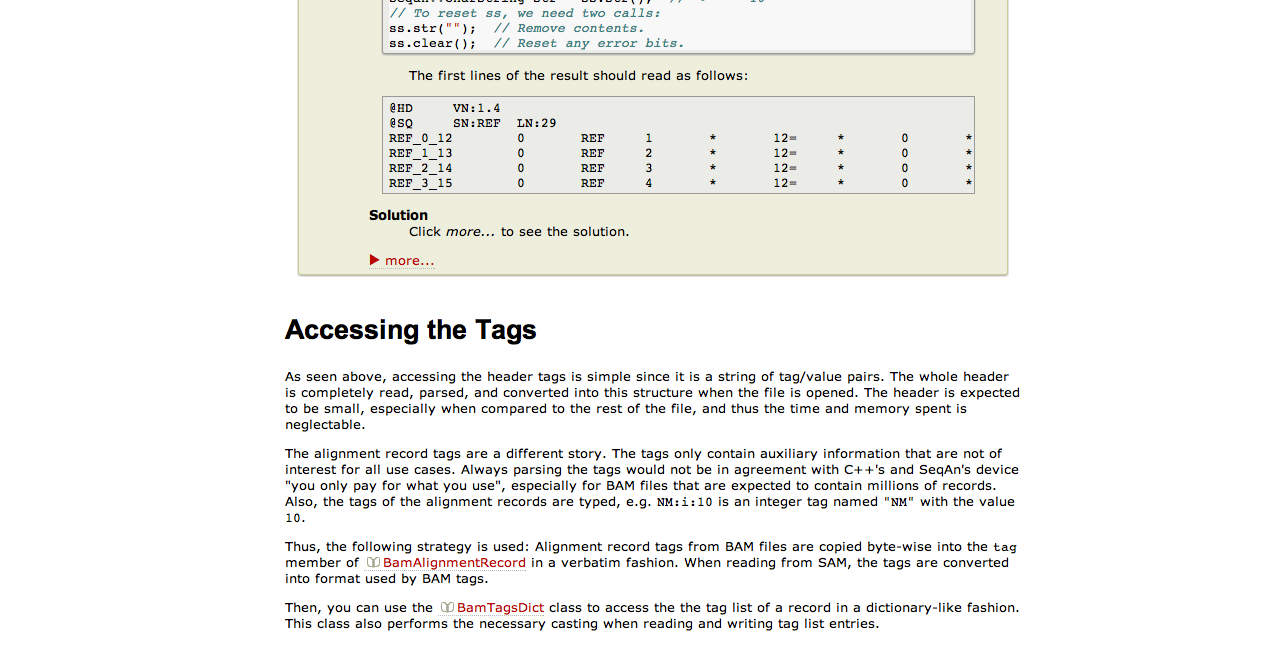 // To reset ss, we need two calls:
ss.str("");  // Remove contents.
ss.clear();  // Reset any error bits.
The first lines of the result should read as follows:
@HD     VN:1.4
@SQ     SN:REF  LN:29
REF_0_12        0       REF     1       *       12=     *       0       *
REF_1_13        0       REF     2       *       12=     *       0       *
REF_2_14        0       REF     3       *       12=     *       0       *
REF_3_15        0       REF     4       *       12=     *       0       *
Solution
Click more... to see the solution.
more...
Accessing the Tags
As seen above, accessing the header tags is simple since it is a string of tag/value pairs. The whole header
is completely read, parsed, and converted into this structure when the file is opened. The header is expected
to be small, especially when compared to the rest of the file, and thus the time and memory spent is
neglectable.
The alignment record tags are a different story. The tags only contain auxiliary information that are not of
interest for all use cases. Always parsing the tags would not be in agreement with C++'s and SeqAn's device
"you only pay for what you use", especially for BAM files that are expected to contain millions of records.
Also, the tags of the alignment records are typed, e.g. NM:i:10 is an integer tag named "NM" with the value
10.
Thus, the following strategy is used: Alignment record tags from BAM files are copied byte-wise into the tag
member of BamAlignmentRecord in a verbatim fashion. When reading from SAM, the tags are converted
into format used by BAM tags.
Then, you can use the BamTagsDict class to access the the tag list of a record in a dictionary-like fashion.
This class also performs the necessary casting when reading and writing tag list entries.